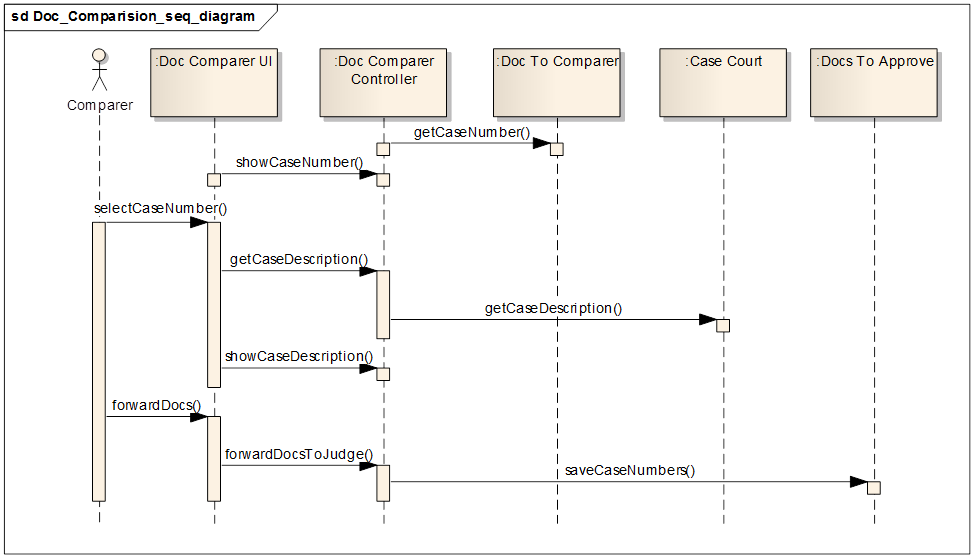 sd Doc_Comparision_seq_diagram
Comparer
:Doc Comparer UI
:Doc Comparer
Controller
:Doc To Comparer
:Case Court
:Docs To Approve
getCaseNumber()
showCaseNumber()
selectCaseNumber()
getCaseDescription()
getCaseDescription()
showCaseDescription()
forwardDocs()
forwardDocsToJudge()
saveCaseNumbers()